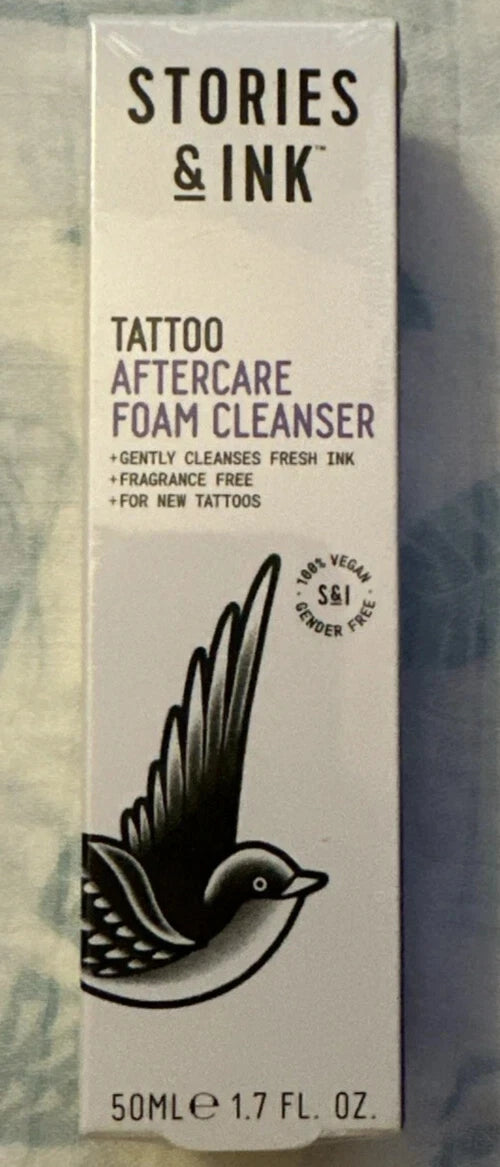 STORIES
& INK™
TATTOO
AFTERCARE
FOAM CLEANSER
+GENTLY CLEANSES FRESH INK
+FRAGRANCE FREE
+FOR NEW TATTOOS
· 100% VEGAN ·
S&I
GENDER FREE
50ML℮ 1.7 FL. OZ.